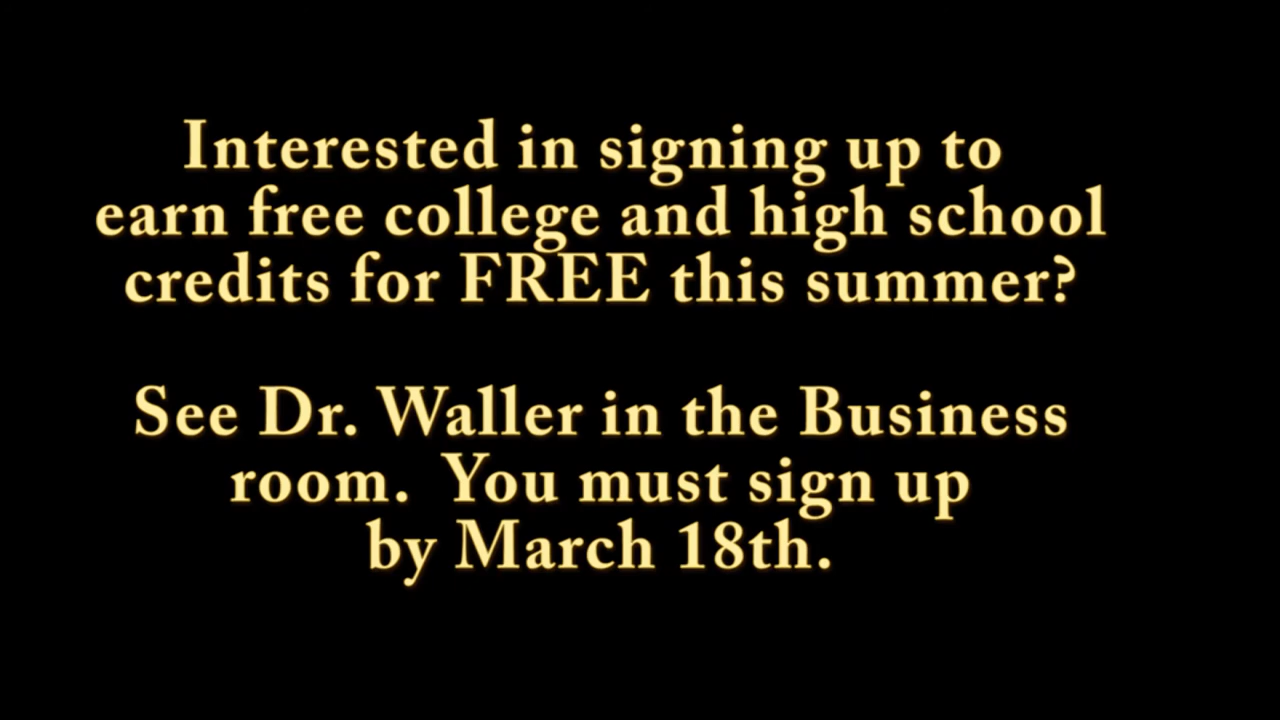 Interested in signing up to
earn free college and high school
credits for FREE this summer?
See Dr. Waller in the Business
room.  You must sign up
by March 18th.